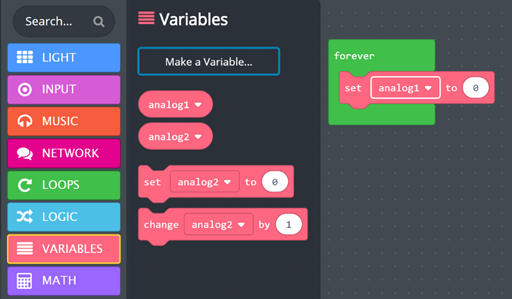 Search...
LIGHT
INPUT
MUSIC
NETWORK
LOOPS
LOGIC
VARIABLES
MATH
Variables
Make a Variable...
analog1
analog2
set analog2 to 0
change analog2 by 1
forever
set analog1 to 0